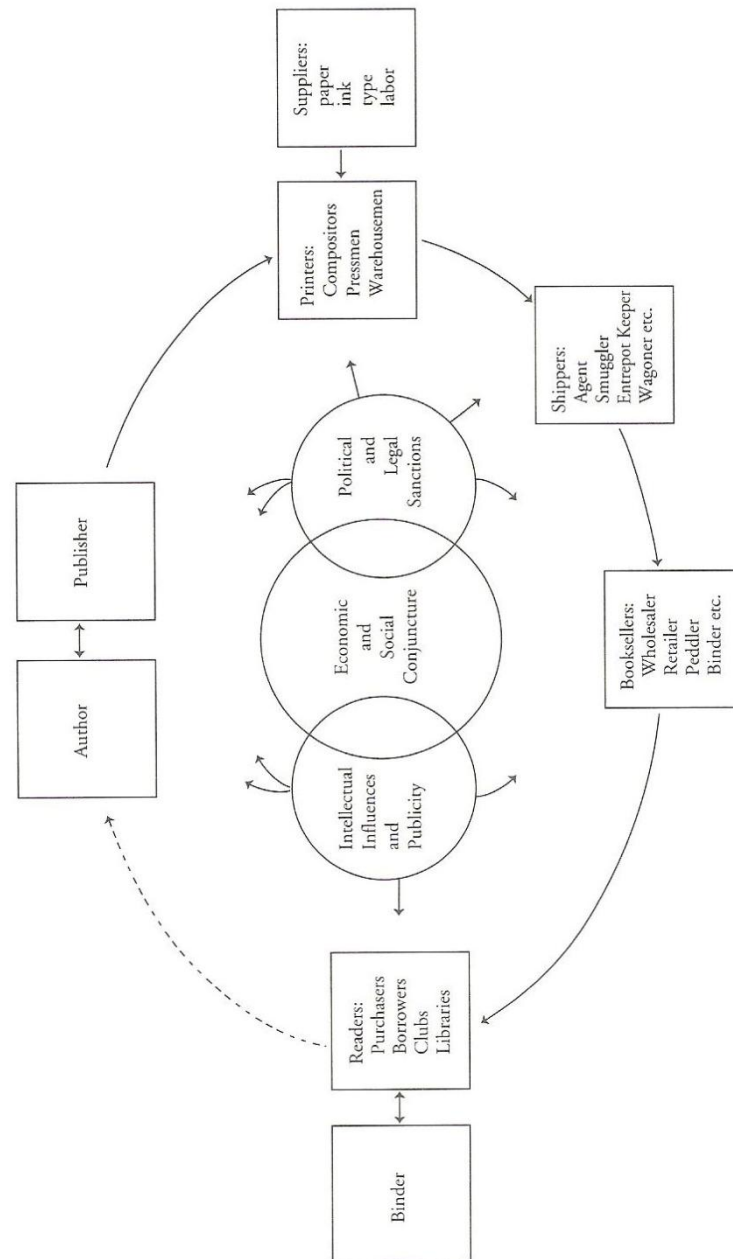 Author
Publisher
Suppliers:
paper
ink
type
labor
Printers:
Compositors
Pressmen
Warehousemen
Intellectual
Influences
and
Publicity
Economic
and
Social
Conjuncture
Political
and
Legal
Sanctions
Shippers:
Agent
Smuggler
Entrepot Keeper
Wagoner etc.
Booksellers:
Wholesaler
Retailer
Peddler
Binder etc.
Readers:
Purchasers
Borrowers
Clubs
Libraries
Binder